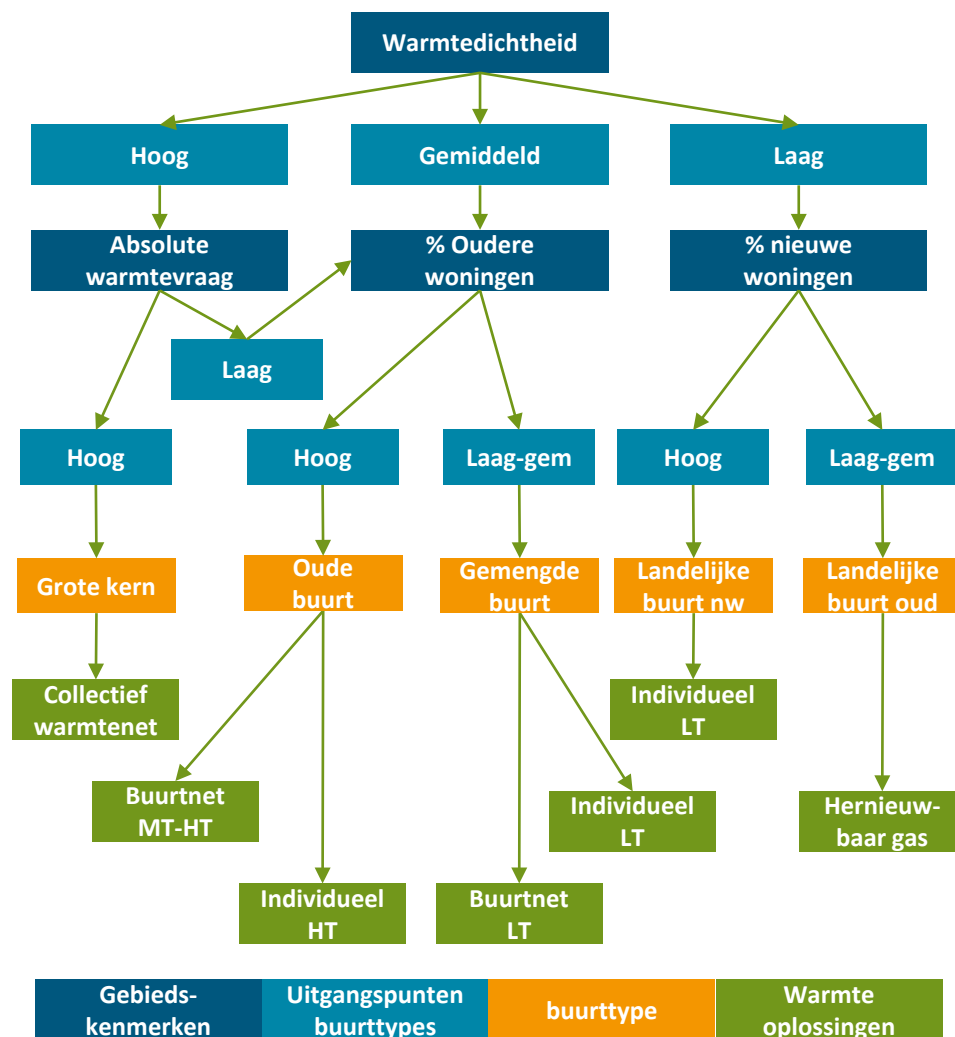 Warmtedichtheid
Hoog
Gemiddeld
Laag
Absolute
warmtevraag
% Oudere
woningen
% nieuwe
woningen
Laag
Hoog
Hoog
Laag-gem
Hoog
Laag-gem
Grote kern
Oude
buurt
Gemengde
buurt
Landelijke
buurt nw
Landelijke
buurt oud
Collectief
warmtenet
Individueel
LT
Buurtnet
MT-HT
Individueel
LT
Hernieuw-
baar gas
Individueel
HT
Buurtnet
LT
Gebieds-
kenmerken
Uitgangspunten
buurttypes
buurttype
Warmte
oplossingen